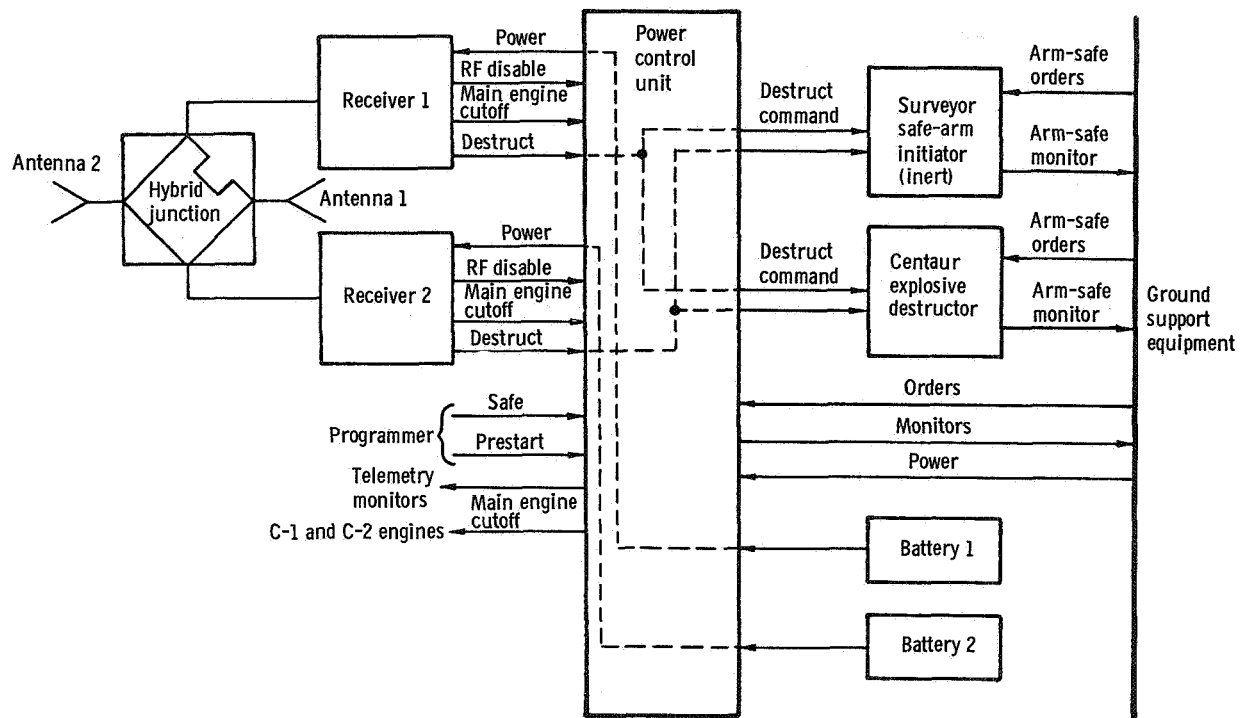 Antenna 2
Hybrid
junction
Antenna 1
Receiver 1
Power
RF disable
Main engine
cutoff
Destruct
Receiver 2
Power
RF disable
Main engine
cutoff
Destruct
Programmer
Safe
Prestart
Telemetry
monitors
Main engine
cutoff
C-1 and C-2 engines
Power
control
unit
Destruct
command
Surveyor
safe-arm
initiator
(inert)
Arm-safe
orders
Arm-safe
monitor
Destruct
command
Centaur
explosive
destructor
Arm-safe
orders
Arm-safe
monitor
Ground
support
equipment
Orders
Monitors
Power
Battery 1
Battery 2